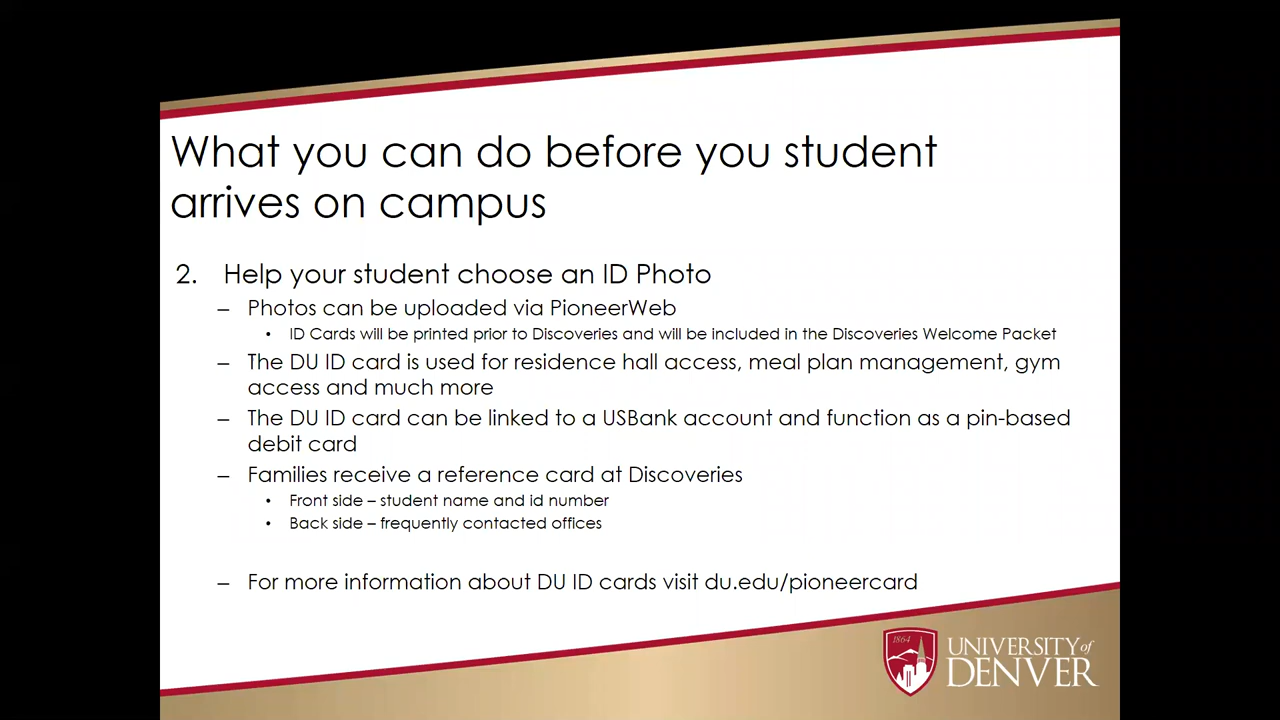 What you can do before you student
arrives on campus
2. Help your student choose an ID Photo
– Photos can be uploaded via PioneerWeb
• ID Cards will be printed prior to Discoveries and will be included in the Discoveries Welcome Packet
– The DU ID card is used for residence hall access, meal plan management, gym
access and much more
– The DU ID card can be linked to a USBank account and function as a pin-based
debit card
– Families receive a reference card at Discoveries
• Front side – student name and id number
• Back side – frequently contacted offices
– For more information about DU ID cards visit du.edu/pioneercard
1864
UNIVERSITY of
DENVER